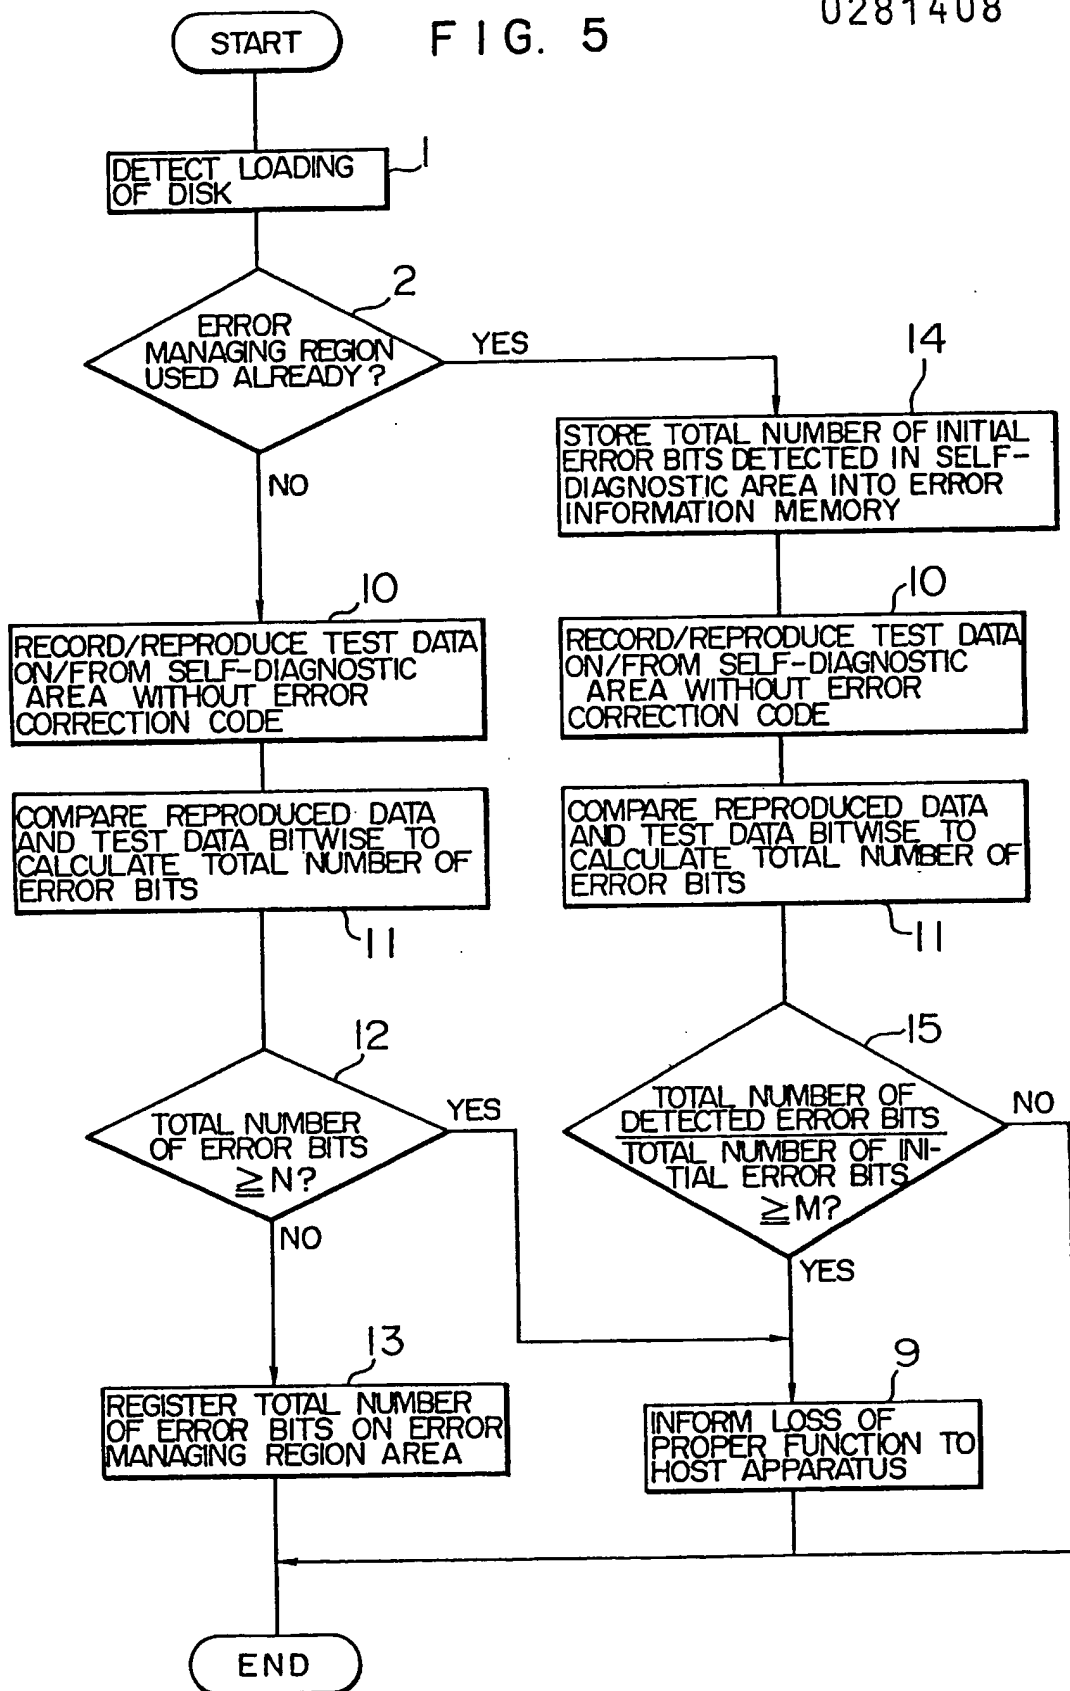 0281408
FIG. 5
START
1
DETECT LOADING
OF DISK
2
ERROR
MANAGING REGION
USED ALREADY?
YES
NO
14
STORE TOTAL NUMBER OF INITIAL
ERROR BITS DETECTED IN SELF-
DIAGNOSTIC AREA INTO ERROR
INFORMATION MEMORY
10
RECORD/REPRODUCE TEST DATA
ON/FROM SELF-DIAGNOSTIC
AREA WITHOUT ERROR
CORRECTION CODE
10
RECORD/REPRODUCE TEST DATA
ON/FROM SELF-DIAGNOSTIC
AREA WITHOUT ERROR
CORRECTION CODE
COMPARE REPRODUCED DATA
AND TEST DATA BITWISE TO
CALCULATE TOTAL NUMBER OF
ERROR BITS
11
COMPARE REPRODUCED DATA
AND TEST DATA BITWISE TO
CALCULATE TOTAL NUMBER OF
ERROR BITS
11
12
TOTAL NUMBER
OF ERROR BITS
≧N?
YES
NO
15
TOTAL NUMBER OF
DETECTED ERROR BITS
TOTAL NUMBER OF INI-
TIAL ERROR BITS
≧M?
NO
YES
13
REGISTER TOTAL NUMBER
OF ERROR BITS ON ERROR
MANAGING REGION AREA
9
INFORM LOSS OF
PROPER FUNCTION TO
HOST APPARATUS
END